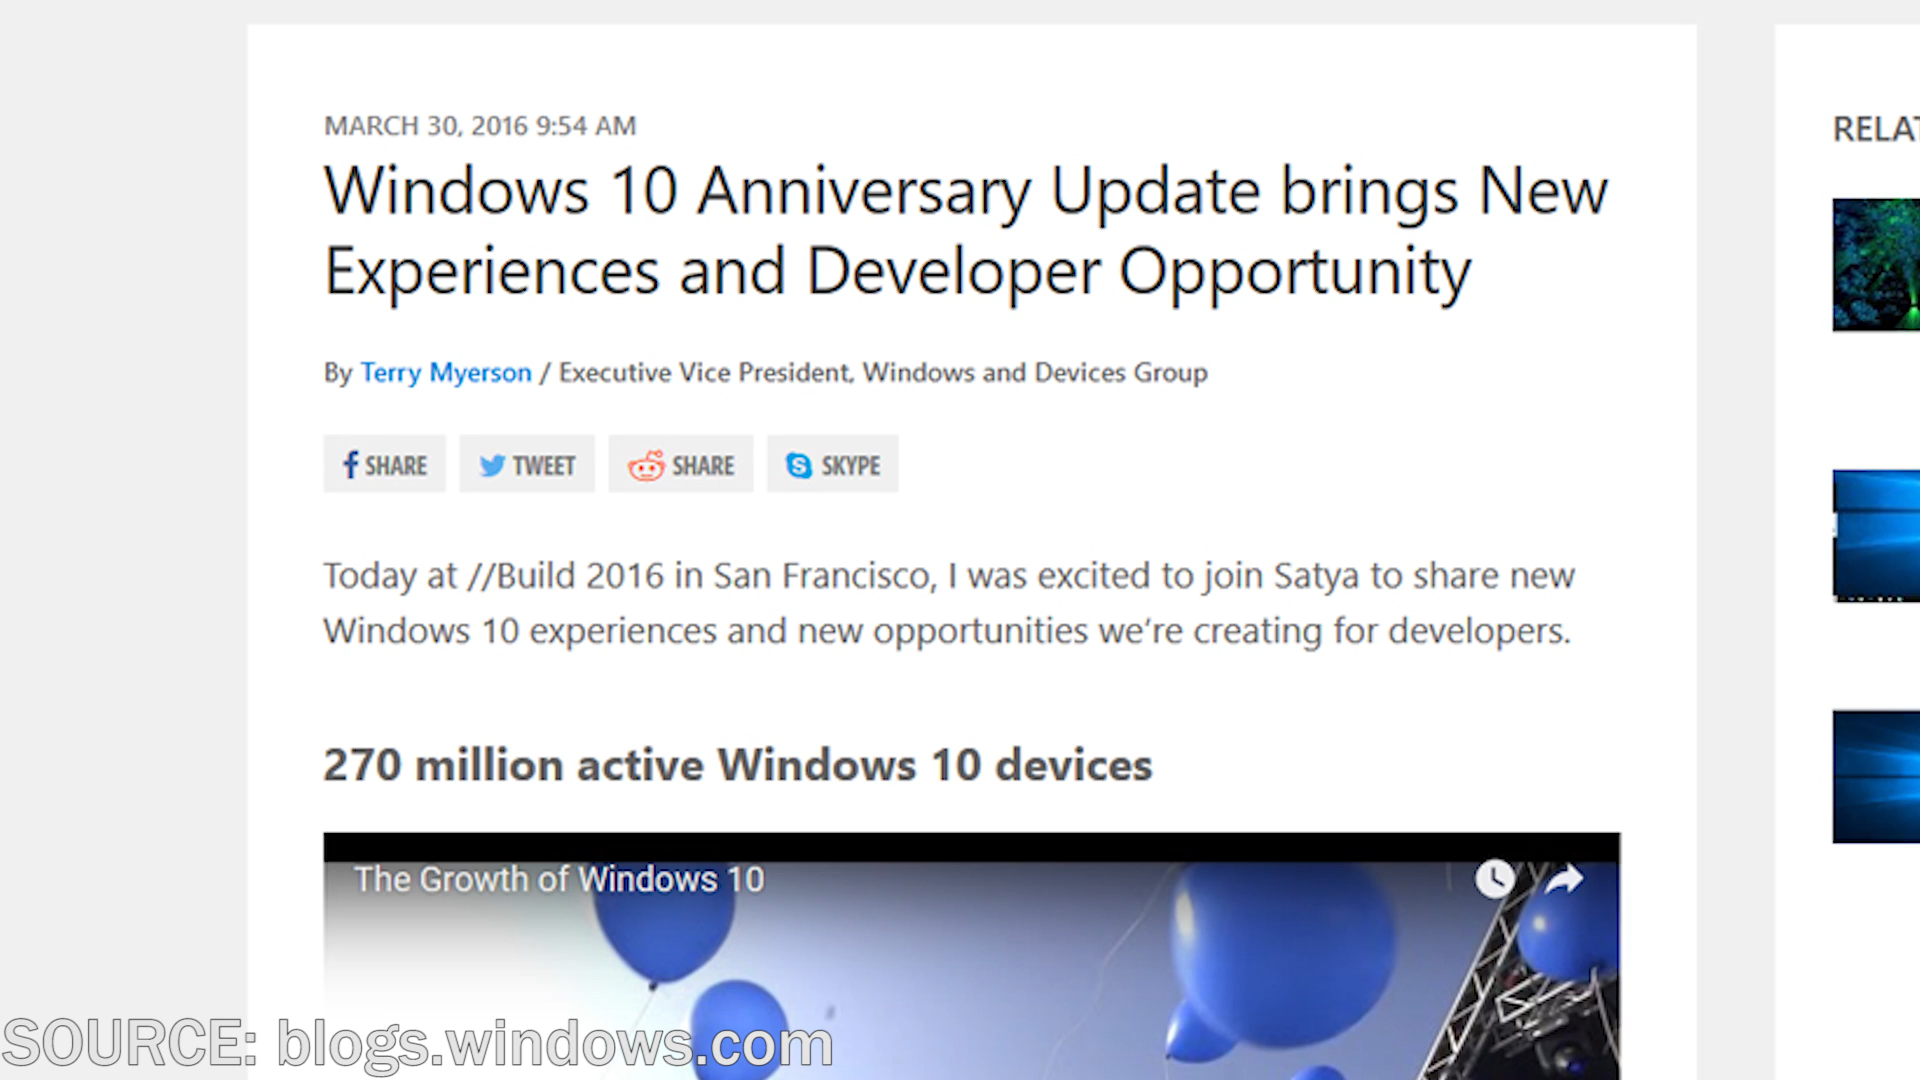 MARCH 30, 2016 9:54 AM
Windows 10 Anniversary Update brings New
Experiences and Developer Opportunity
By Terry Myerson / Executive Vice President, Windows and Devices Group
SHARE TWEET SHARE SKYPE
Today at //Build 2016 in San Francisco, I was excited to join Satya to share new
Windows 10 experiences and new opportunities we're creating for developers.
270 million active Windows 10 devices
The Growth of Windows 10
RELAT
SOURCE: blogs.windows.com